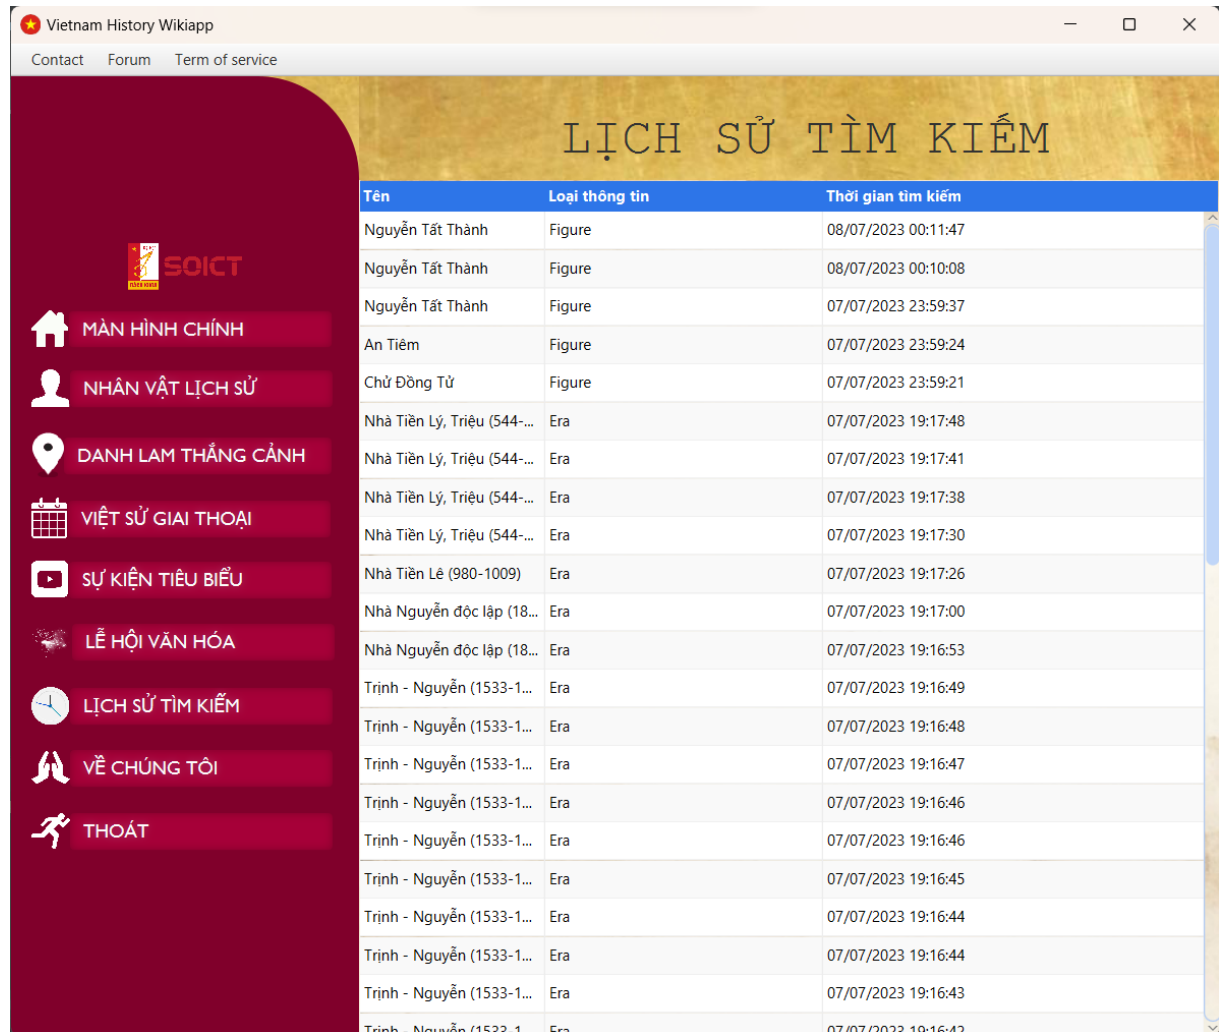 Vietnam History Wikiapp
Contact Forum Term of service
LỊCH SỬ TÌM KIẾM
SOICT
MÀN HÌNH CHÍNH
NHÂN VẬT LỊCH SỬ
DANH LAM THẮNG CẢNH
VIỆT SỬ GIAI THOẠI
SỰ KIỆN TIÊU BIỂU
LỄ HỘI VĂN HÓA
LỊCH SỬ TÌM KIẾM
VỀ CHÚNG TÔI
THOÁT
Tên Loại thông tin Thời gian tìm kiếm
Nguyễn Tất Thành Figure 08/07/2023 00:11:47
Nguyễn Tất Thành Figure 08/07/2023 00:10:08
Nguyễn Tất Thành Figure 07/07/2023 23:59:37
An Tiêm Figure 07/07/2023 23:59:24
Chử Đồng Tử Figure 07/07/2023 23:59:21
Nhà Tiền Lý, Triệu (544-... Era 07/07/2023 19:17:48
Nhà Tiền Lý, Triệu (544-... Era 07/07/2023 19:17:41
Nhà Tiền Lý, Triệu (544-... Era 07/07/2023 19:17:38
Nhà Tiền Lý, Triệu (544-... Era 07/07/2023 19:17:30
Nhà Tiền Lê (980-1009) Era 07/07/2023 19:17:26
Nhà Nguyễn độc lập (18... Era 07/07/2023 19:17:00
Nhà Nguyễn độc lập (18... Era 07/07/2023 19:16:53
Trịnh - Nguyễn (1533-1... Era 07/07/2023 19:16:49
Trịnh - Nguyễn (1533-1... Era 07/07/2023 19:16:48
Trịnh - Nguyễn (1533-1... Era 07/07/2023 19:16:47
Trịnh - Nguyễn (1533-1... Era 07/07/2023 19:16:46
Trịnh - Nguyễn (1533-1... Era 07/07/2023 19:16:46
Trịnh - Nguyễn (1533-1... Era 07/07/2023 19:16:45
Trịnh - Nguyễn (1533-1... Era 07/07/2023 19:16:44
Trịnh - Nguyễn (1533-1... Era 07/07/2023 19:16:44
Trịnh - Nguyễn (1533-1... Era 07/07/2023 19:16:43
Trịnh - Nguyễn (1533-1... Era 07/07/2023 19:16:42